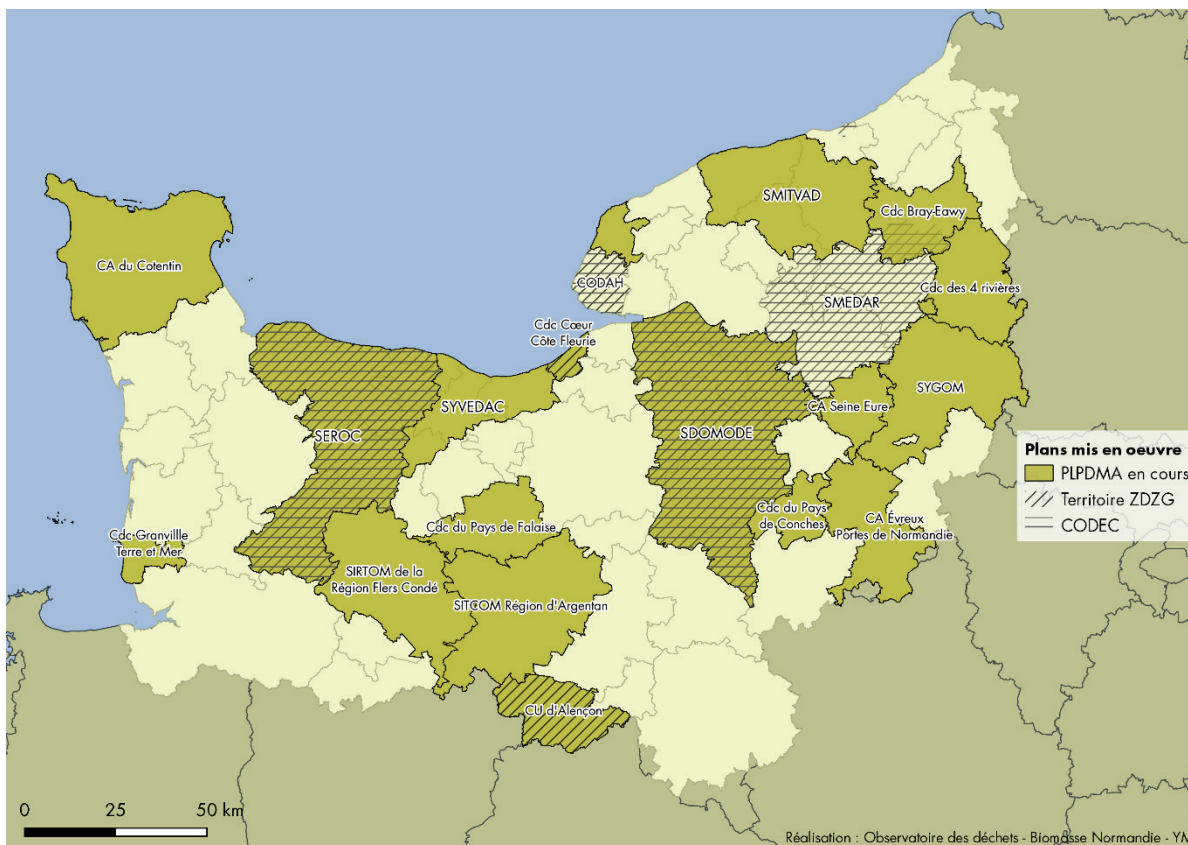 SMITVAD
Cdc Bray-Eawy
CA du Cotentin
CODAH
SMEDAR
Cdc des 4 rivières
Cdc Cœur
Côte Fleurie
SYVEDAC
CA Seine Eure
SYGOM
SEROC
SDOMODE
Plans mis en oeuvre
PLPDMA en cours
Territoire ZDZG
CODEC
Cdc du Pays
de Conches
CA Évreux
Portes de Normandie
Cdc du Pays de Falaise
Cdc Granvillle
Terre et Mer
SIRTOM de la
Région Flers Condé
SITCOM Région d'Argentan
CU d'Alençon
0 25 50 km
Réalisation : Observatoire des déchets - Biomasse Normandie - YM